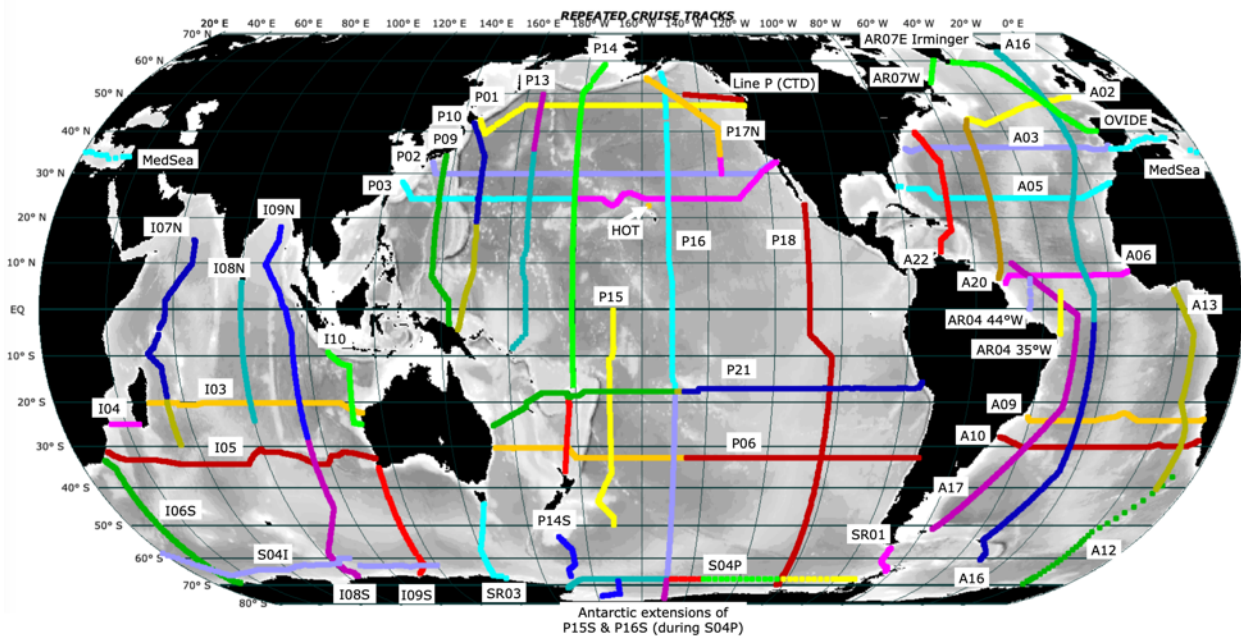 REPEATED CRUISE TRACKS
20° E 40° E 60° E 80° E 100° E 120° E 140° E 160° E 180° W 160° W 140° W 120° W 100° W 80° W 60° W 40° W 20° W 0° E
70° N
60° N
50° N
40° N
30° N
20° N
10° N
EQ
10° S
20° S
30° S
40° S
50° S
60° S
70° S
80° S
P14
AR07E Irminger
A16
P13
Line P (CTD)
AR07W
P01
A02
P10
OVIDE
P09
P17N
A03
P02
MedSea
MedSea
P03
A05
I09N
I07N
HOT
P16
P18
I08N
A22
A06
A20
P15
A13
AR04 44°W
I10
AR04 35°W
P21
I03
I04
A09
I05
P06
A10
A17
I06S
P14S
SR01
S04I
S04P
A12
I08S
I09S
SR03
A16
Antarctic extensions of
P15S & P16S (during S04P)